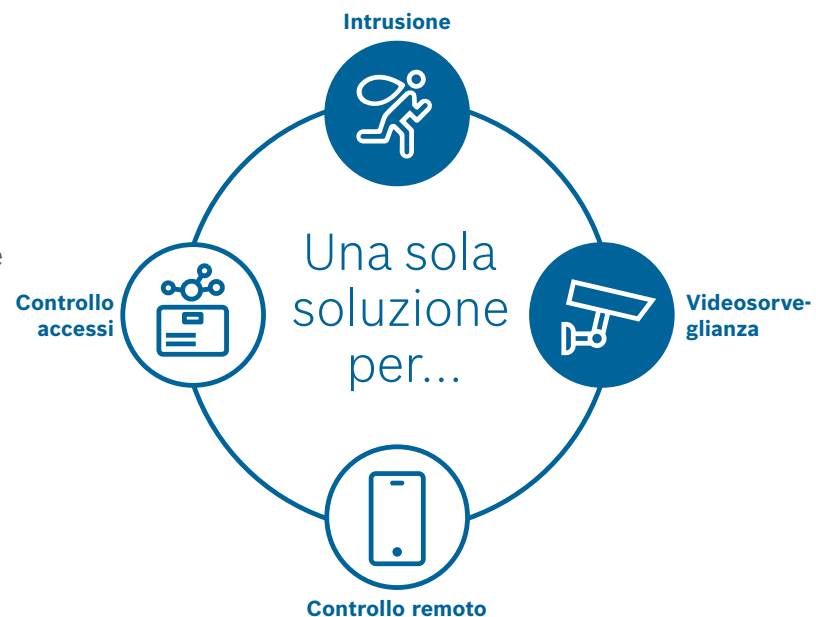 Intrusione
Una sola
soluzione
per...
e
Controllo
accessi
Videosorve-
glianza
Controllo remoto